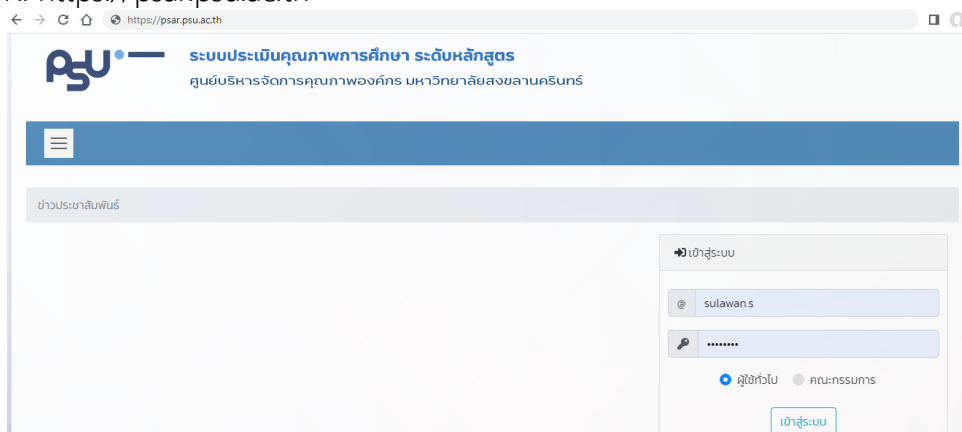 https://psar.psu.ac.th
PSU
ระบบประเมินคุณภาพการศึกษา ระดับหลักสูตร
ศูนย์บริหารจัดการคุณภาพองค์กร มหาวิทยาลัยสงขลานครินทร์
ข่าวประชาสัมพันธ์
เข้าสู่ระบบ
@ sulawan.s
••••••••
ผู้ใช้ทั่วไป คณะกรรมการ
เข้าสู่ระบบ